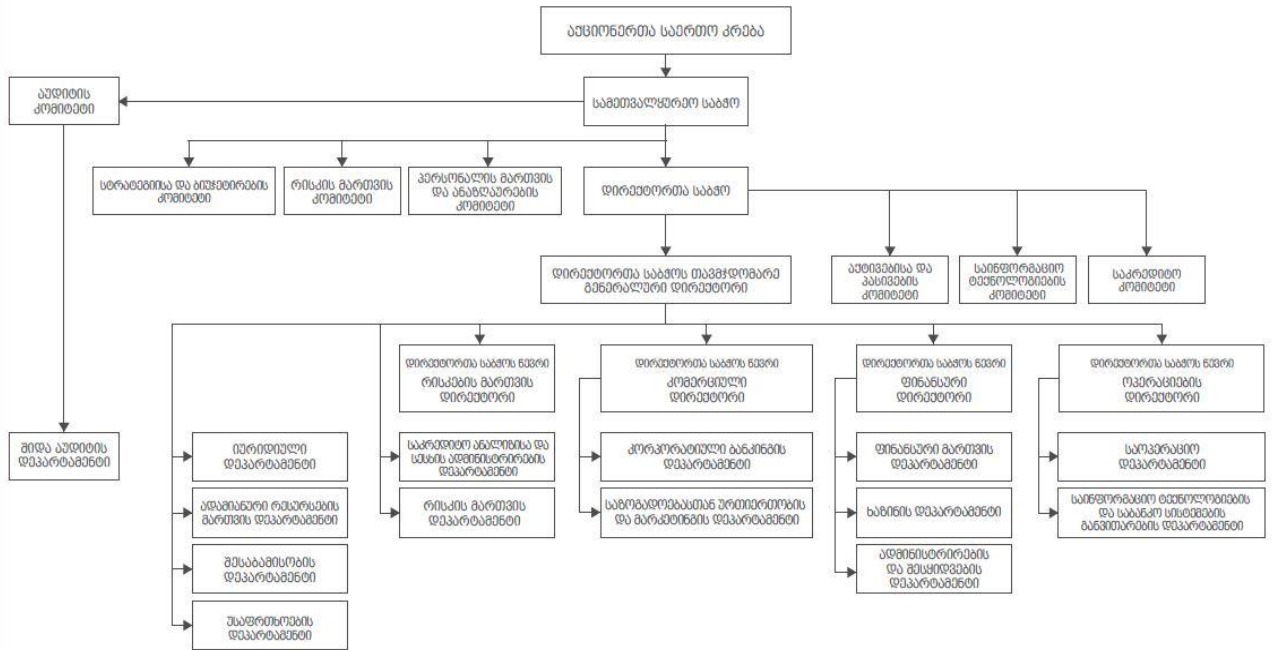 აქციონერთა საერთო კრება
აუდიტის
კომიტეტი
სამეთვალყურეო საბჭო
სტრატეგიისა და ბიუჯეტირების
კომიტეტი
რისკის მართვის
კომიტეტი
პერსონალის მართვის
და ანაზღაურების
კომიტეტი
დირექტორთა საბჭო
დირექტორთა საბჭოს თავმჯდომარე
გენერალური დირექტორი
აქტივებისა და
პასივების
კომიტეტი
საინფორმაციო
ტექნოლოგიების
კომიტეტი
საკრედიტო
კომიტეტი
დირექტორთა საბჭოს წევრი
რისკების მართვის
დირექტორი
დირექტორთა საბჭოს წევრი
კომერციული
დირექტორი
დირექტორთა საბჭოს წევრი
ფინანსური
დირექტორი
დირექტორთა საბჭოს წევრი
ოპერაციების
დირექტორი
შიდა აუდიტის
დეპარტამენტი
იურიდიული
დეპარტამენტი
საკრედიტო ანალიზისა და
სესხის ადმინისტრირების
დეპარტამენტი
კორპორატიული ბანკინგის
დეპარტამენტი
ფინანსური მართვის
დეპარტამენტი
საოპერაციო
დეპარტამენტი
ადამიანური რესურსების
მართვის დეპარტამენტი
რისკის მართვის
დეპარტამენტი
საზოგადოებასთან ურთიერთობის
და მარკეტინგის დეპარტამენტი
ხაზინის დეპარტამენტი
საინფორმაციო ტექნოლოგიების
და საბანკო სისტემების
განვითარების დეპარტამენტი
შესაბამისობის
დეპარტამენტი
ადმინისტრირების
და შესყიდვების
დეპარტამენტი
უსაფრთხოების
დეპარტამენტი